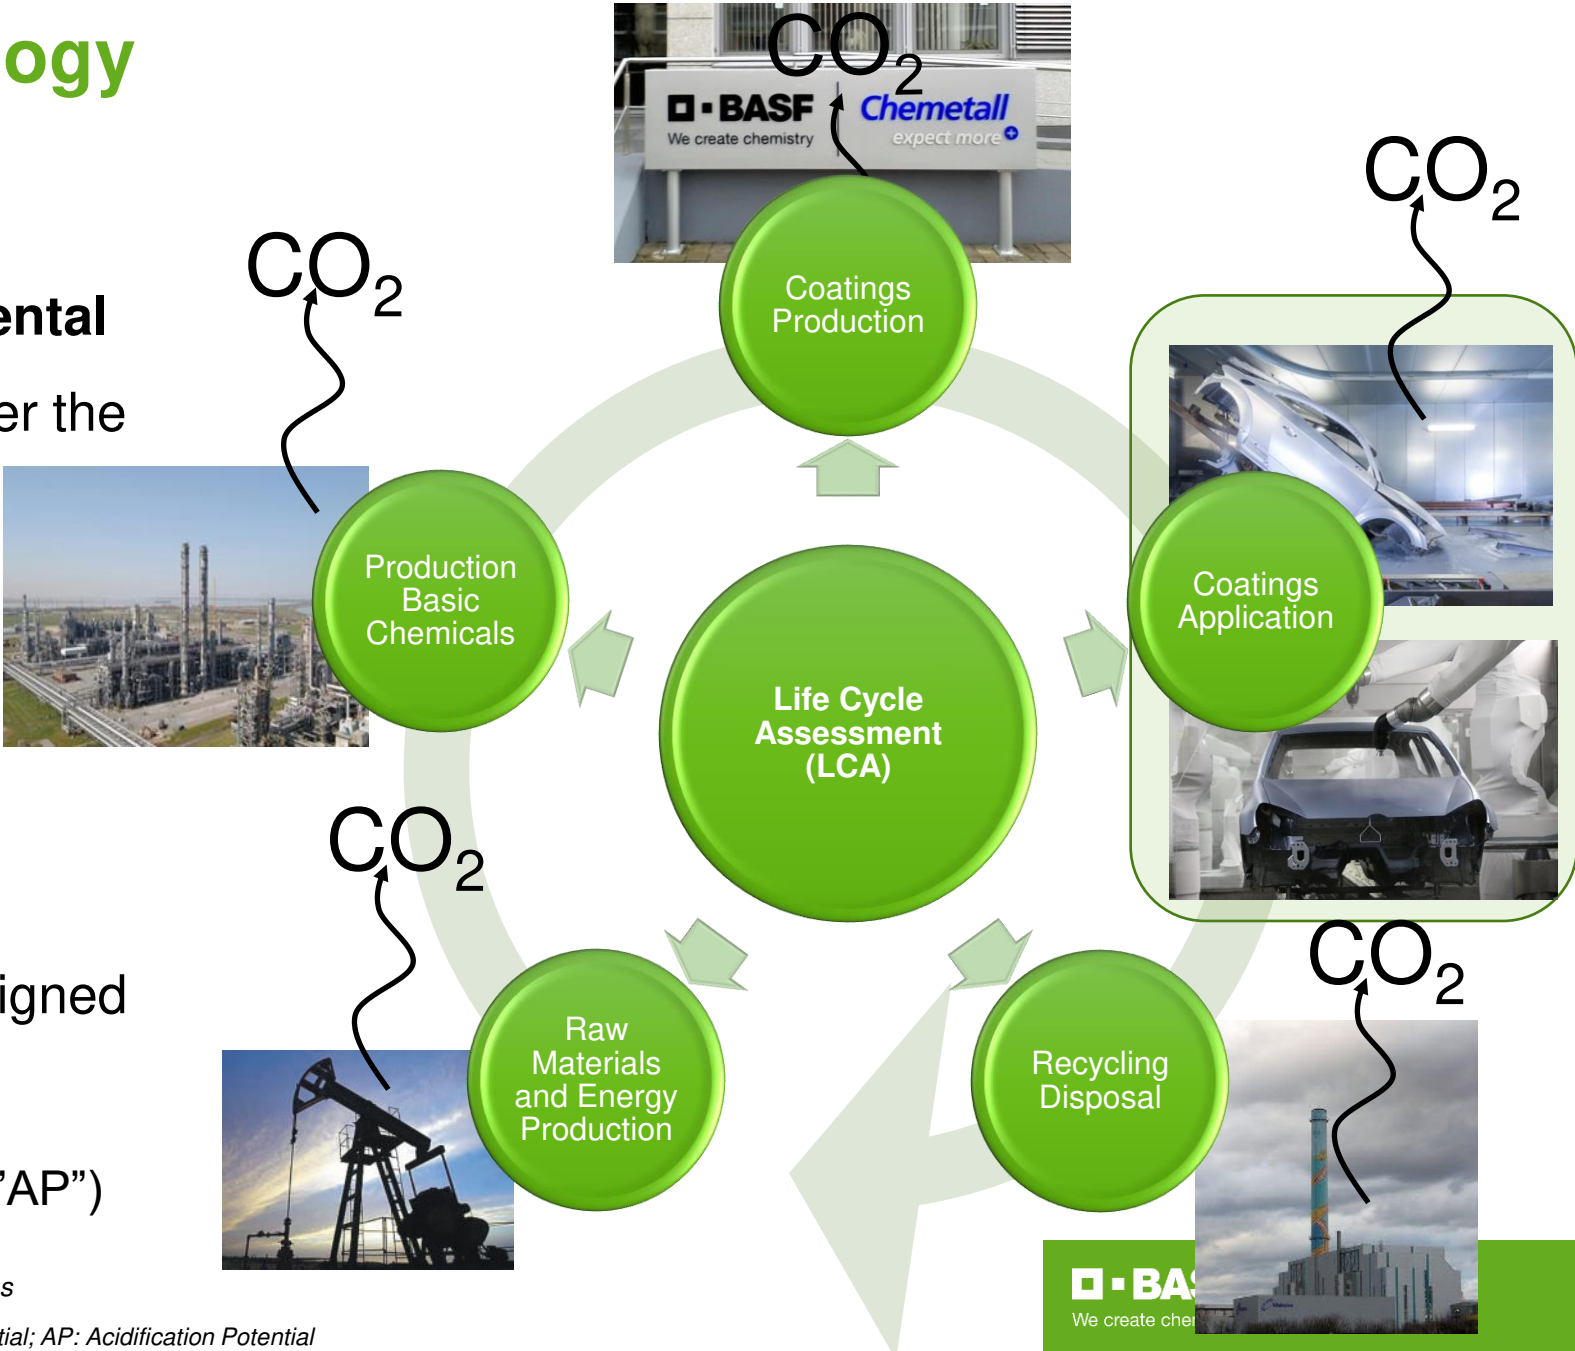 ology
CO2
BASF
We create chemistry
Chemetall
expect more
CO2
CO2
Coatings
Production
ental
er the
Production
Basic
Chemicals
Coatings
Application
Life Cycle
Assessment
(LCA)
CO2
CO2
igned
Raw
Materials
and Energy
Production
Recycling
Disposal
”AP”)
s
tial; AP: Acidification Potential
BAS
We create cher